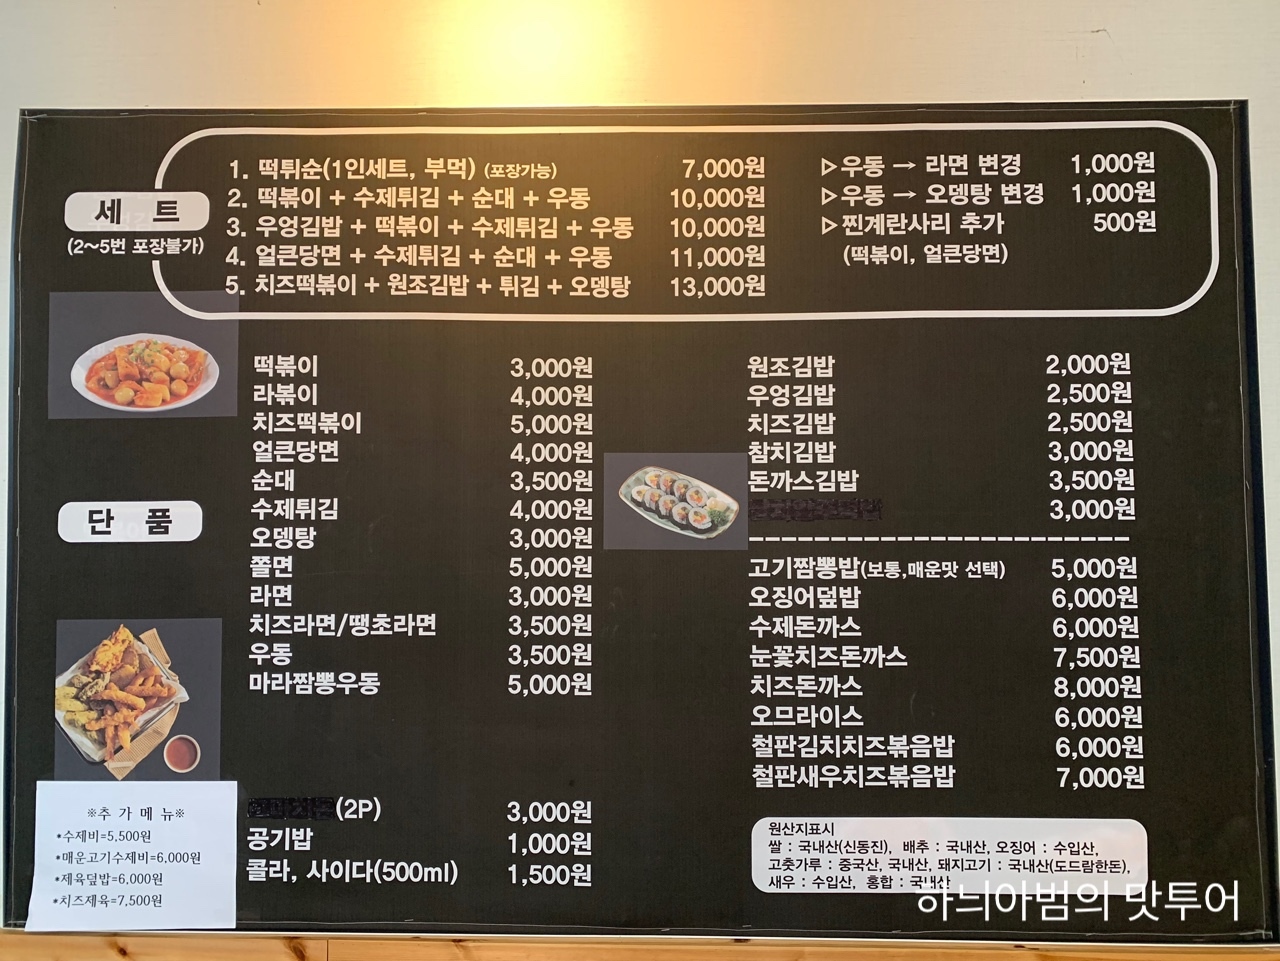 세 트
(2~5번 포장불가)
1. 떡튀순(1인세트, 부먹) (포장가능) 7,000원
2. 떡볶이 + 수제튀김 + 순대 + 우동 10,000원
3. 우엉김밥 + 떡볶이 + 수제튀김 + 우동 10,000원
4. 얼큰당면 + 수제튀김 + 순대 + 우동 11,000원
5. 치즈떡볶이 + 원조김밥 + 튀김 + 오뎅탕 13,000원
▷우동 → 라면 변경 1,000원
▷우동 → 오뎅탕 변경 1,000원
▷찐계란사리 추가 500원
(떡볶이, 얼큰당면)
단 품
떡볶이 3,000원
라볶이 4,000원
치즈떡볶이 5,000원
얼큰당면 4,000원
순대 3,500원
수제튀김 4,000원
오뎅탕 3,000원
쫄면 5,000원
라면 3,000원
치즈라면/땡초라면 3,500원
우동 3,500원
마라짬뽕우동 5,000원
(2P) 3,000원
공기밥 1,000원
콜라, 사이다(500ml) 1,500원
원조김밥 2,000원
우엉김밥 2,500원
치즈김밥 2,500원
참치김밥 3,000원
돈까스김밥 3,500원
3,000원
고기짬뽕밥(보통,매운맛 선택) 5,000원
오징어덮밥 6,000원
수제돈까스 6,000원
눈꽃치즈돈까스 7,500원
치즈돈까스 8,000원
오므라이스 6,000원
철판김치치즈볶음밥 6,000원
철판새우치즈볶음밥 7,000원
※추 가 메 뉴※
*수제비=5,500원
*매운고기수제비=6,000원
*제육덮밥=6,000원
*치즈제육=7,500원
원산지표시
쌀 : 국내산(신동진), 배추 : 국내산, 오징어 : 수입산,
고춧가루 : 중국산, 국내산, 돼지고기 : 국내산(도드람한돈),
새우 : 수입산, 홍합 : 국내산
하늬아범의 맛투어